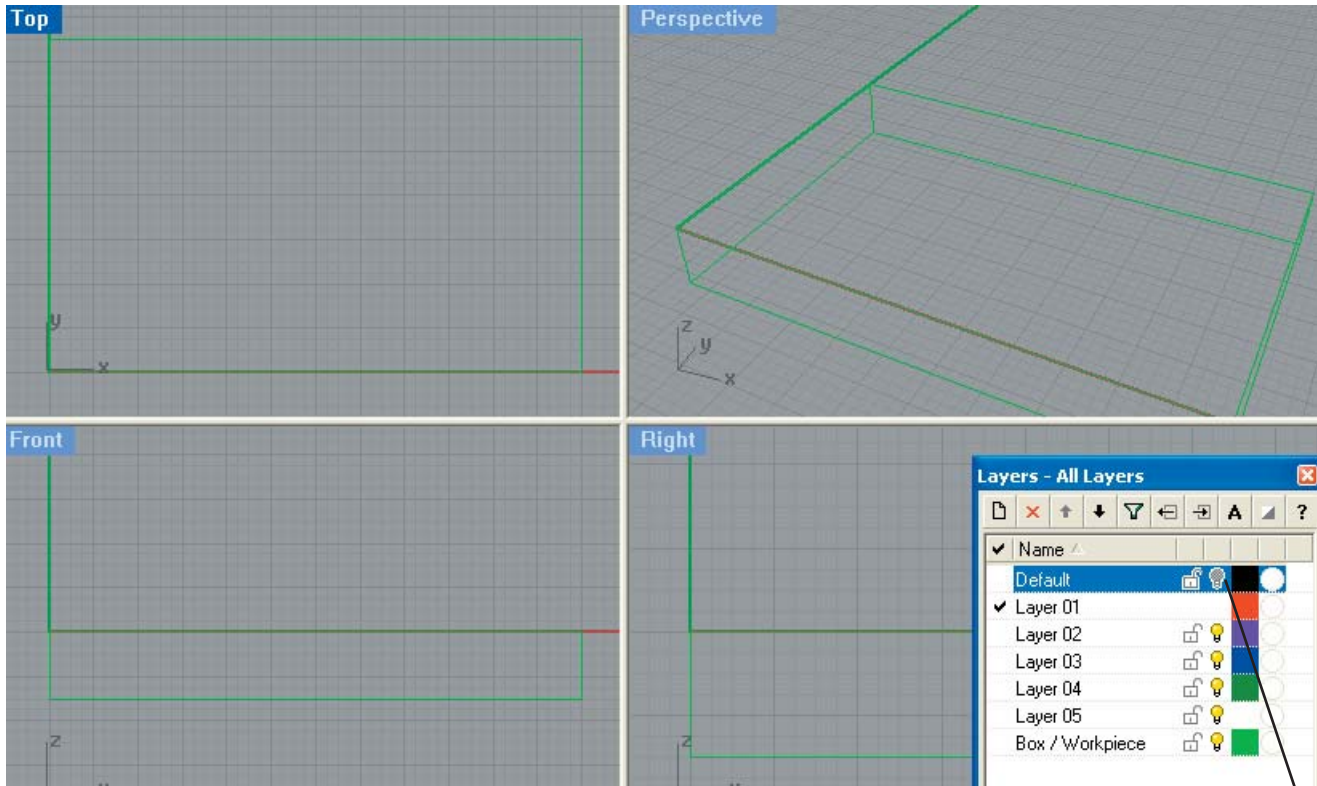 Top
y
x
Perspective
z
y
x
Front
z
Right
z
Layers - All Layers
A ?
Name
Default
Layer 01
Layer 02
Layer 03
Layer 04
Layer 05
Box / Workpiece